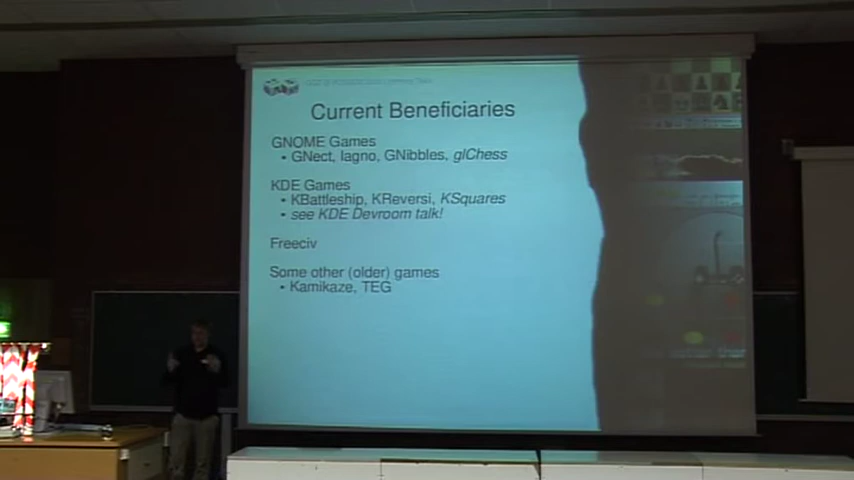 Current Beneficiaries
GNOME Games
• GNect, Iagno, GNibbles, glChess
KDE Games
• KBattleship, KReversi, KSquares
• see KDE Devroom talk!
Freeciv
Some other (older) games
• Kamikaze, TEG